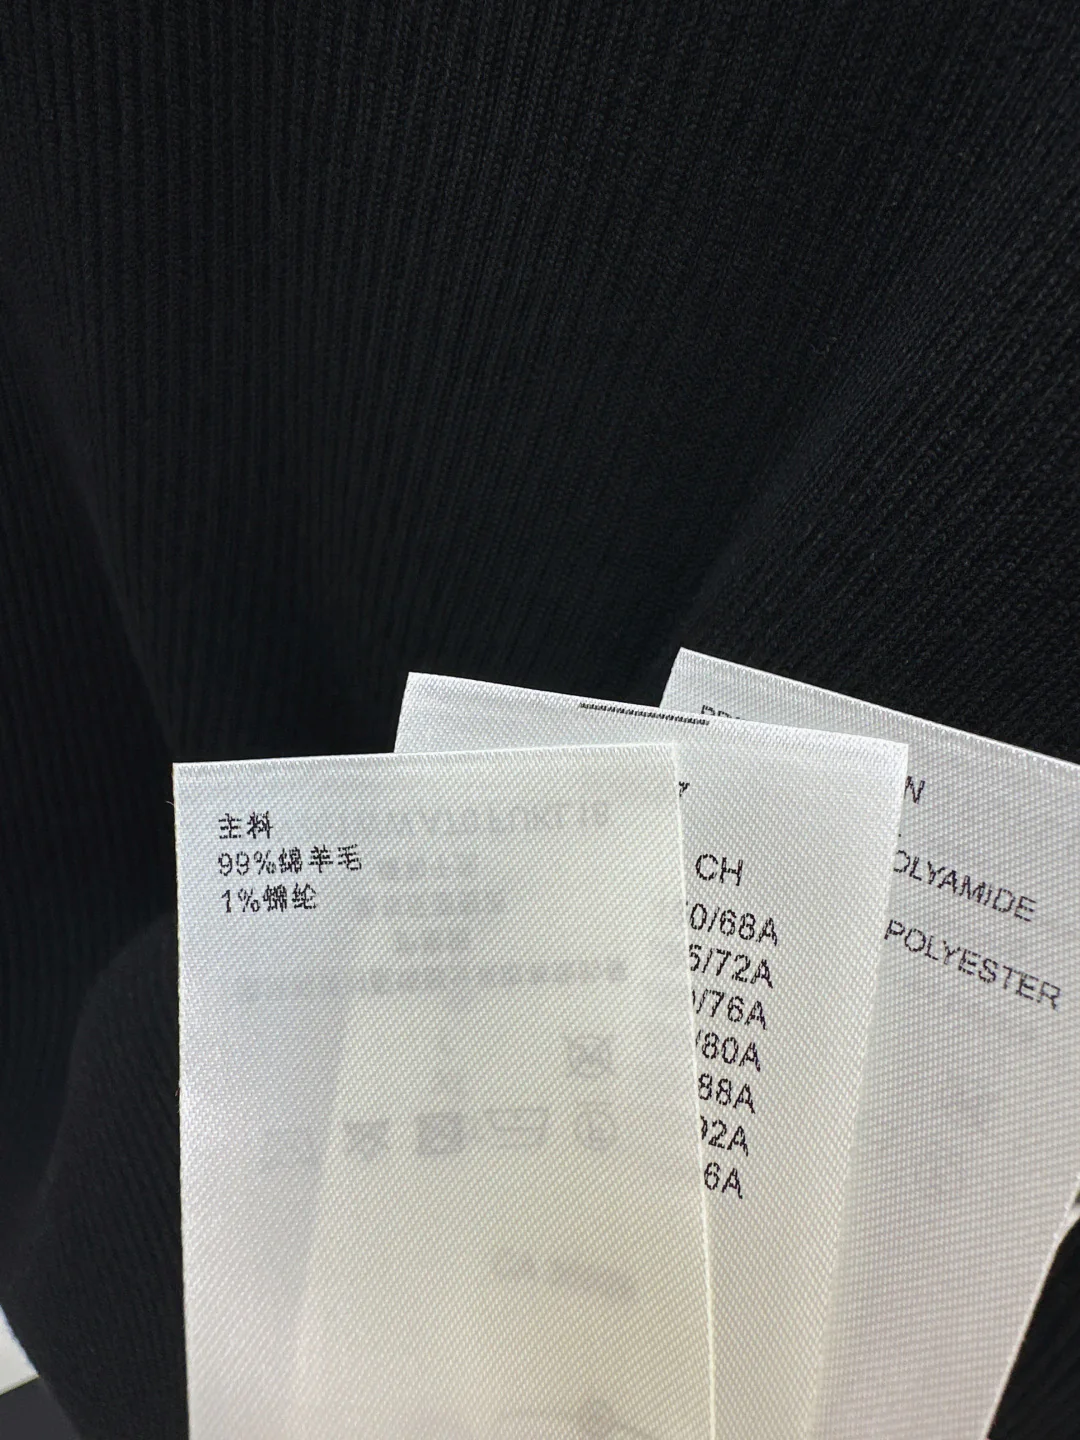 主料
99%绵羊毛
1%锦纶
CH
0/68A
5/72A
/76A
/80A
88A
92A
6A
N
OLYAMIDE
POLYESTER